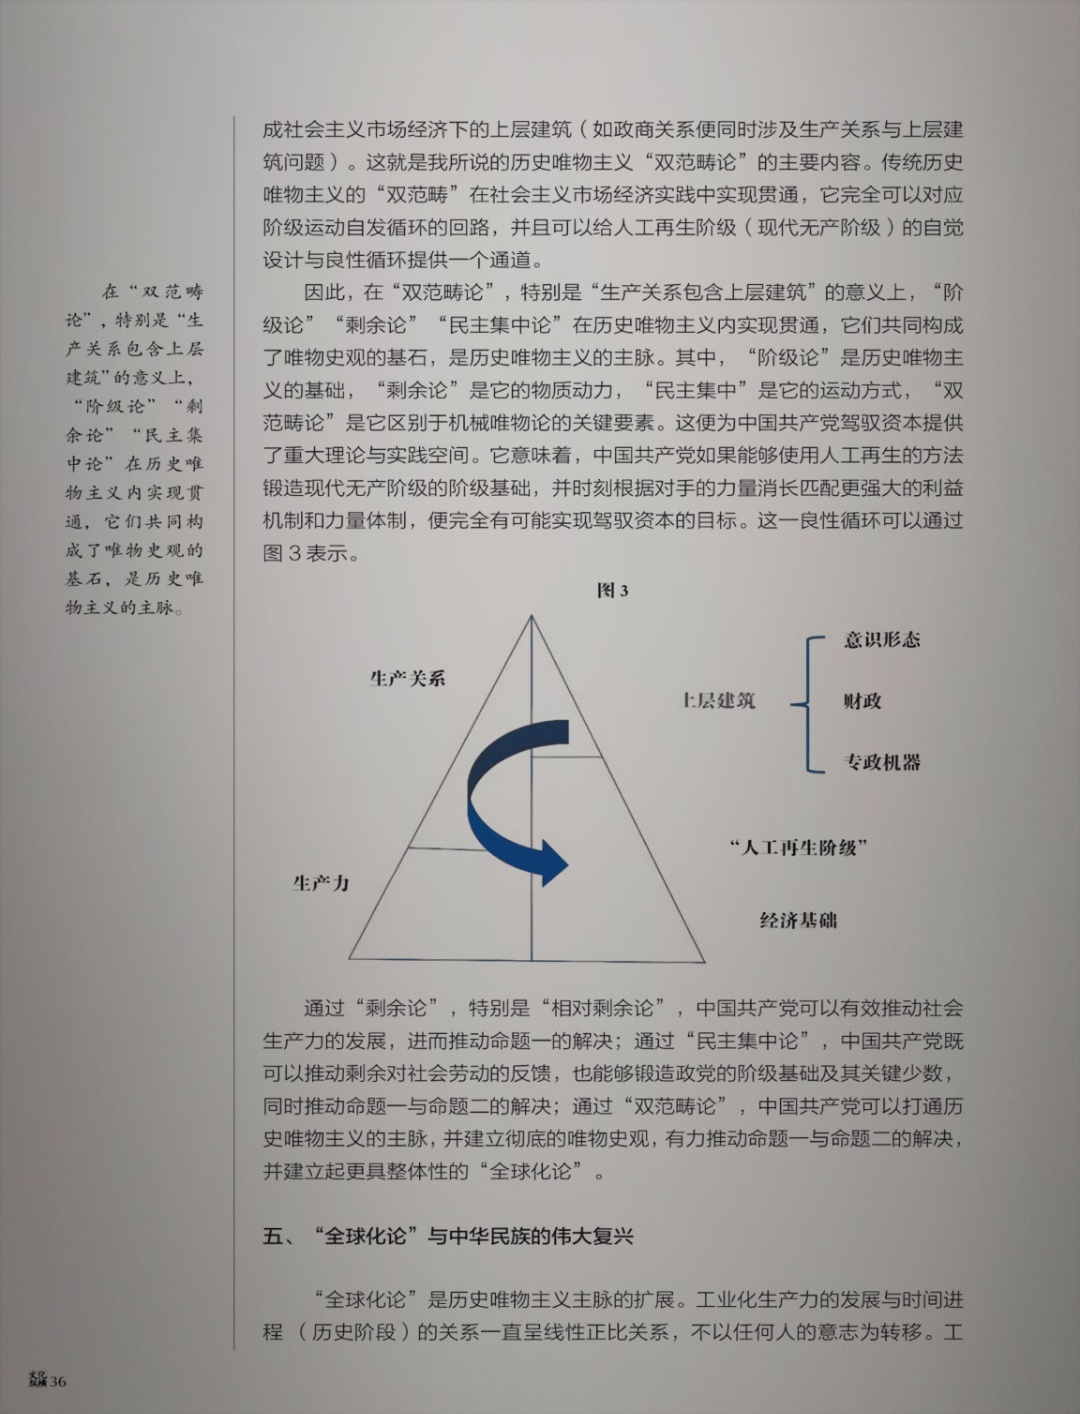 成社会主义市场经济下的上层建筑（如政商关系便同时涉及生产关系与上层建
筑问题）。这就是我所说的历史唯物主义“双范畴论”的主要内容。传统历史
唯物主义的“双范畴”在社会主义市场经济实践中实现贯通，它完全可以对应
阶级运动自发循环的回路，并且可以给人工再生阶级（现代无产阶级）的自觉
设计与良性循环提供一个通道。
因此，在“双范畴论”，特别是“生产关系包含上层建筑”的意义上，“阶
级论”“剩余论”“民主集中论”在历史唯物主义内实现贯通，它们共同构成
了唯物史观的基石，是历史唯物主义的主脉。其中，“阶级论”是历史唯物主
义的基础，“剩余论”是它的物质动力，“民主集中”是它的运动方式，“双
范畴论”是它区别于机械唯物论的关键要素。这便为中国共产党驾驭资本提供
了重大理论与实践空间。它意味着，中国共产党如果能够使用人工再生的方法
锻造现代无产阶级的阶级基础，并时刻根据对手的力量消长匹配更强大的利益
机制和力量体制，便完全有可能实现驾驭资本的目标。这一良性循环可以通过
图3表示。
在“双范畴
论”，特别是“生
产关系包含上层
建筑”的意义上，
“阶级论”“剩
余论”“民主集
中论”在历史唯
物主义内实现贯
通，它们共同构
成了唯物史观的
基石，是历史唯
物主义的主脉。
图3
生产关系
生产力
上层建筑
意识形态
财政
专政机器
“人工再生阶级”
经济基础
通过“剩余论”，特别是“相对剩余论”，中国共产党可以有效推动社会
生产力的发展，进而推动命题一的解决；通过“民主集中论”，中国共产党既
可以推动剩余对社会劳动的反馈，也能够锻造政党的阶级基础及其关键少数，
同时推动命题一与命题二的解决；通过“双范畴论”，中国共产党可以打通历
史唯物主义的主脉，并建立彻底的唯物史观，有力推动命题一与命题二的解决，
并建立起更具整体性的“全球化论”。
五、“全球化论”与中华民族的伟大复兴
“全球化论”是历史唯物主义主脉的扩展。工业化生产力的发展与时间进
程（历史阶段）的关系一直呈线性正比关系，不以任何人的意志为转移。工
文化
纵横 36